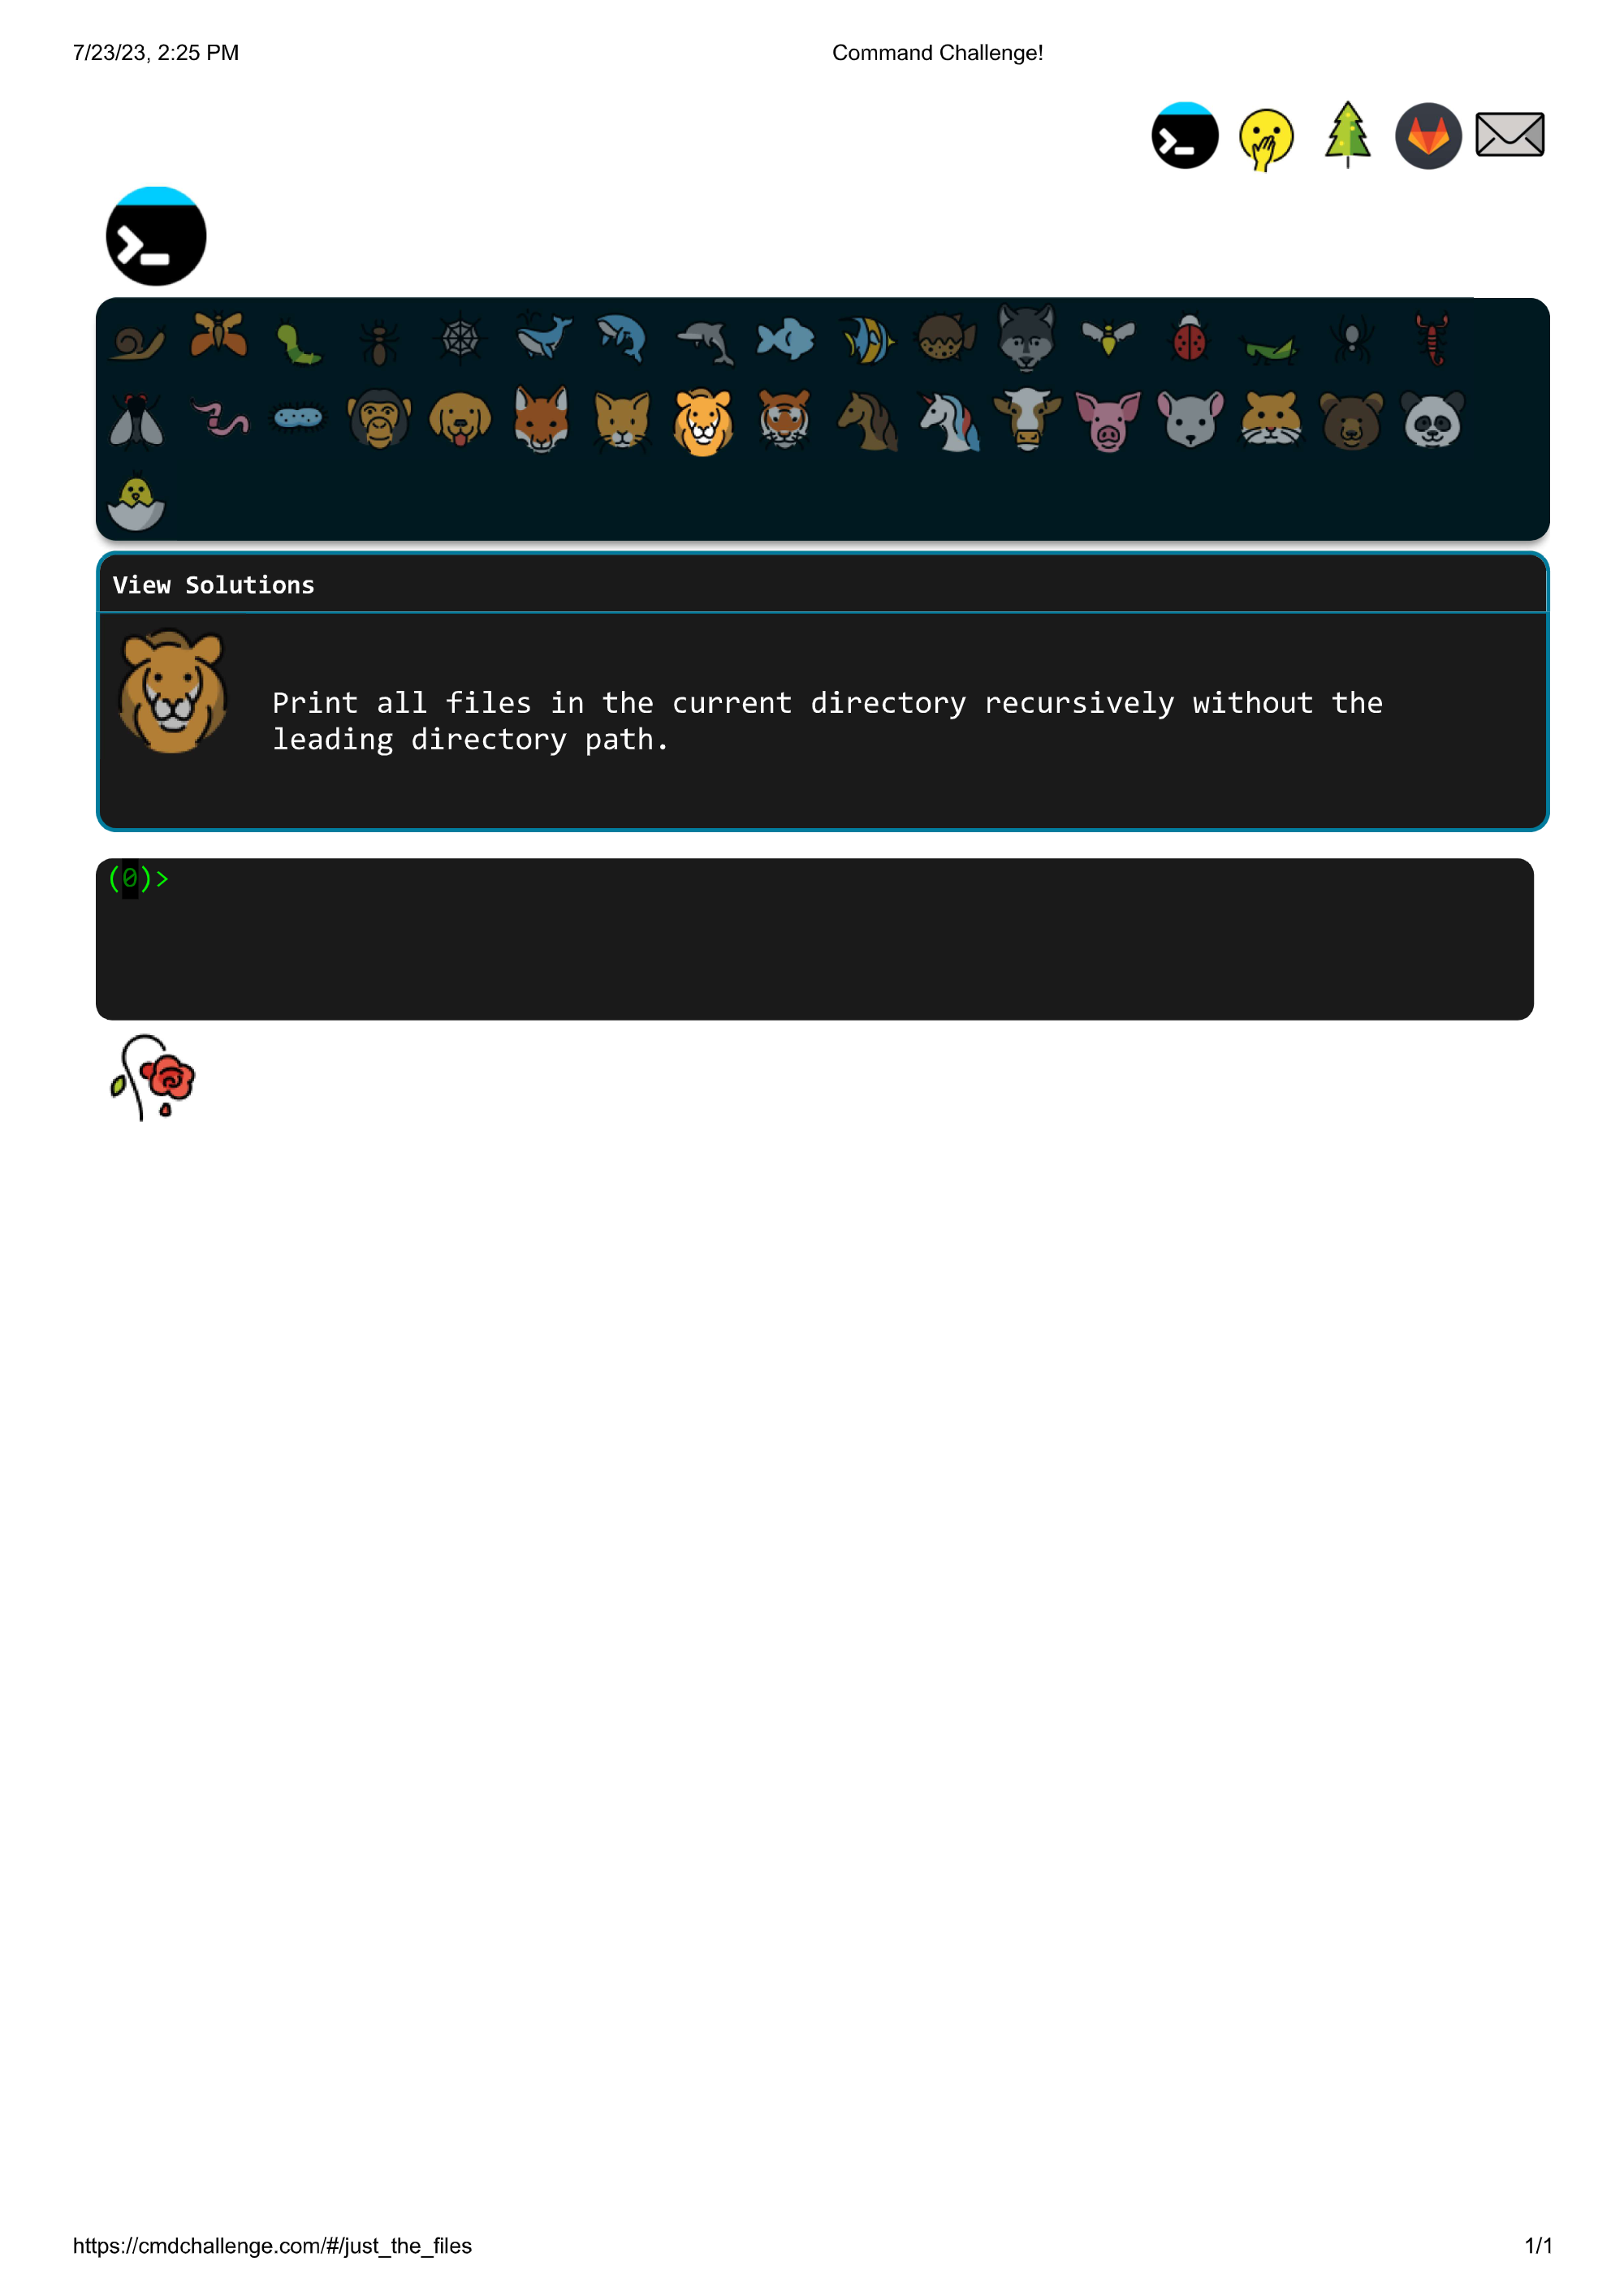 7/23/23, 2:25 PM
Command Challenge!
View Solutions
Print all files in the current directory recursively without the
leading directory path.
(0)>
https://cmdchallenge.com/#/just_the_files
1/1